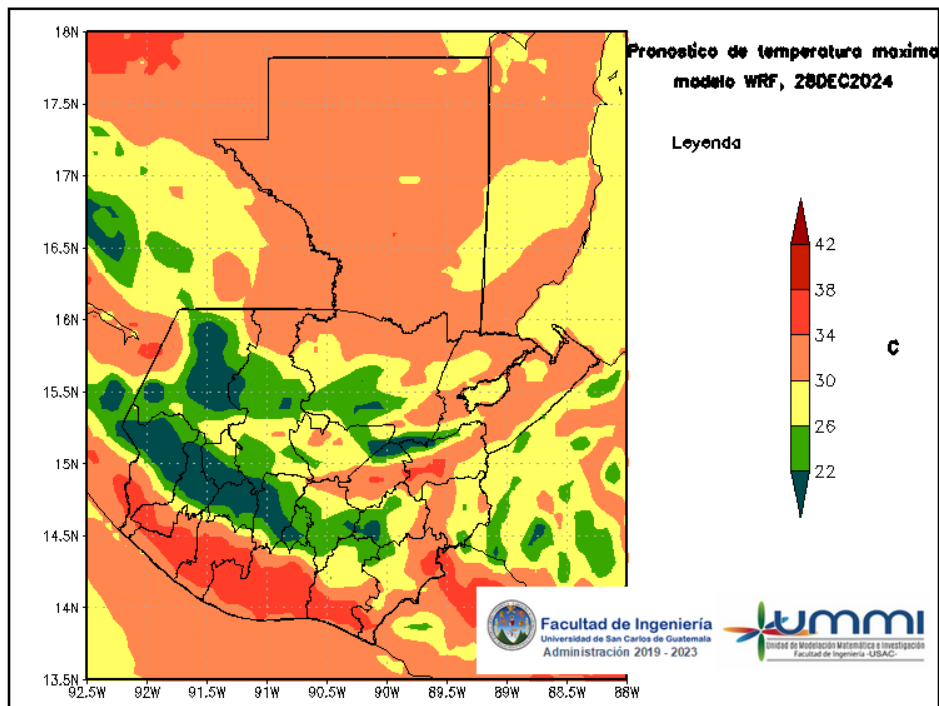 Pronostico de temperatura maxima
modelo WRF, 28DEC2024
Leyenda
42
38
34
30
26
22
C
18N
17.5N
17N
16.5N
16N
15.5N
15N
14.5N
14N
13.5N
92.5W
92W
91.5W
91W
90.5W
90W
89.5W
89W
88.5W
88W
Facultad de Ingeniería
Universidad de San Carlos de Guatemala
Administración 2019 - 2023
UMMI
Unidad de Modelación Matemática e Investigación
Facultad de Ingeniería -USAC-